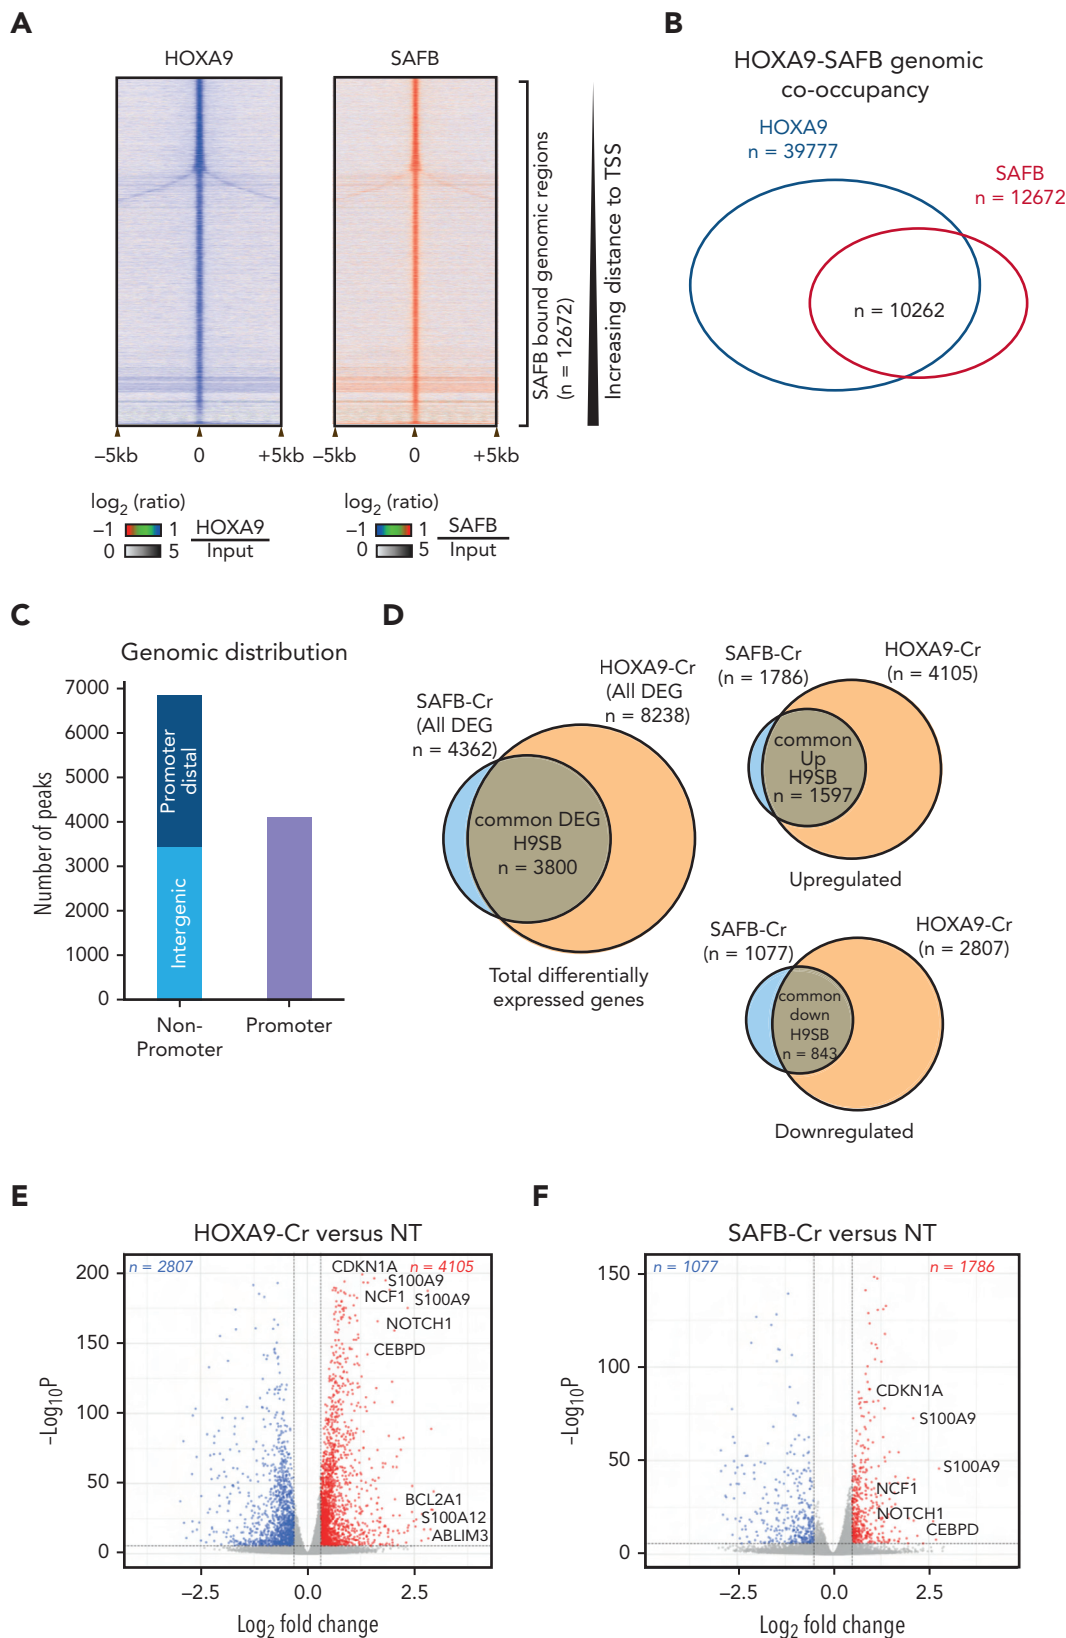 A
HOXA9
SAFB
SAFB bound genomic regions
(n = 12672)
Increasing distance to TSS
−5kb
0
+5kb
−5kb
0
+5kb
log2 (ratio)
−1
1
0
5
HOXA9
Input
log2 (ratio)
−1
1
0
5
SAFB
Input
B
HOXA9-SAFB genomic
co-occupancy
HOXA9
n = 39777
SAFB
n = 12672
n = 10262
C
Genomic distribution
Number of peaks
7000
6000
5000
4000
3000
2000
1000
0
Promoter
distal
Intergenic
Non-
Promoter
Promoter
D
SAFB-Cr
(All DEG
n = 4362)
HOXA9-Cr
(All DEG
n = 8238)
common DEG
H9SB
n = 3800
Total differentially
expressed genes
SAFB-Cr
(n = 1786)
HOXA9-Cr
(n = 4105)
common
Up
H9SB
n = 1597
Upregulated
SAFB-Cr
(n = 1077)
HOXA9-Cr
(n = 2807)
common
down
H9SB
n = 843
Downregulated
E
HOXA9-Cr versus NT
n = 2807
n = 4105
CDKN1A
S100A9
NCF1
S100A9
NOTCH1
CEBPD
BCL2A1
S100A12
ABLIM3
−Log10P
200
150
100
50
0
−2.5
0.0
2.5
Log2 fold change
F
SAFB-Cr versus NT
n = 1077
n = 1786
CDKN1A
S100A9
S100A9
NCF1
NOTCH1
CEBPD
−Log10P
150
100
50
0
−2.5
0.0
2.5
Log2 fold change